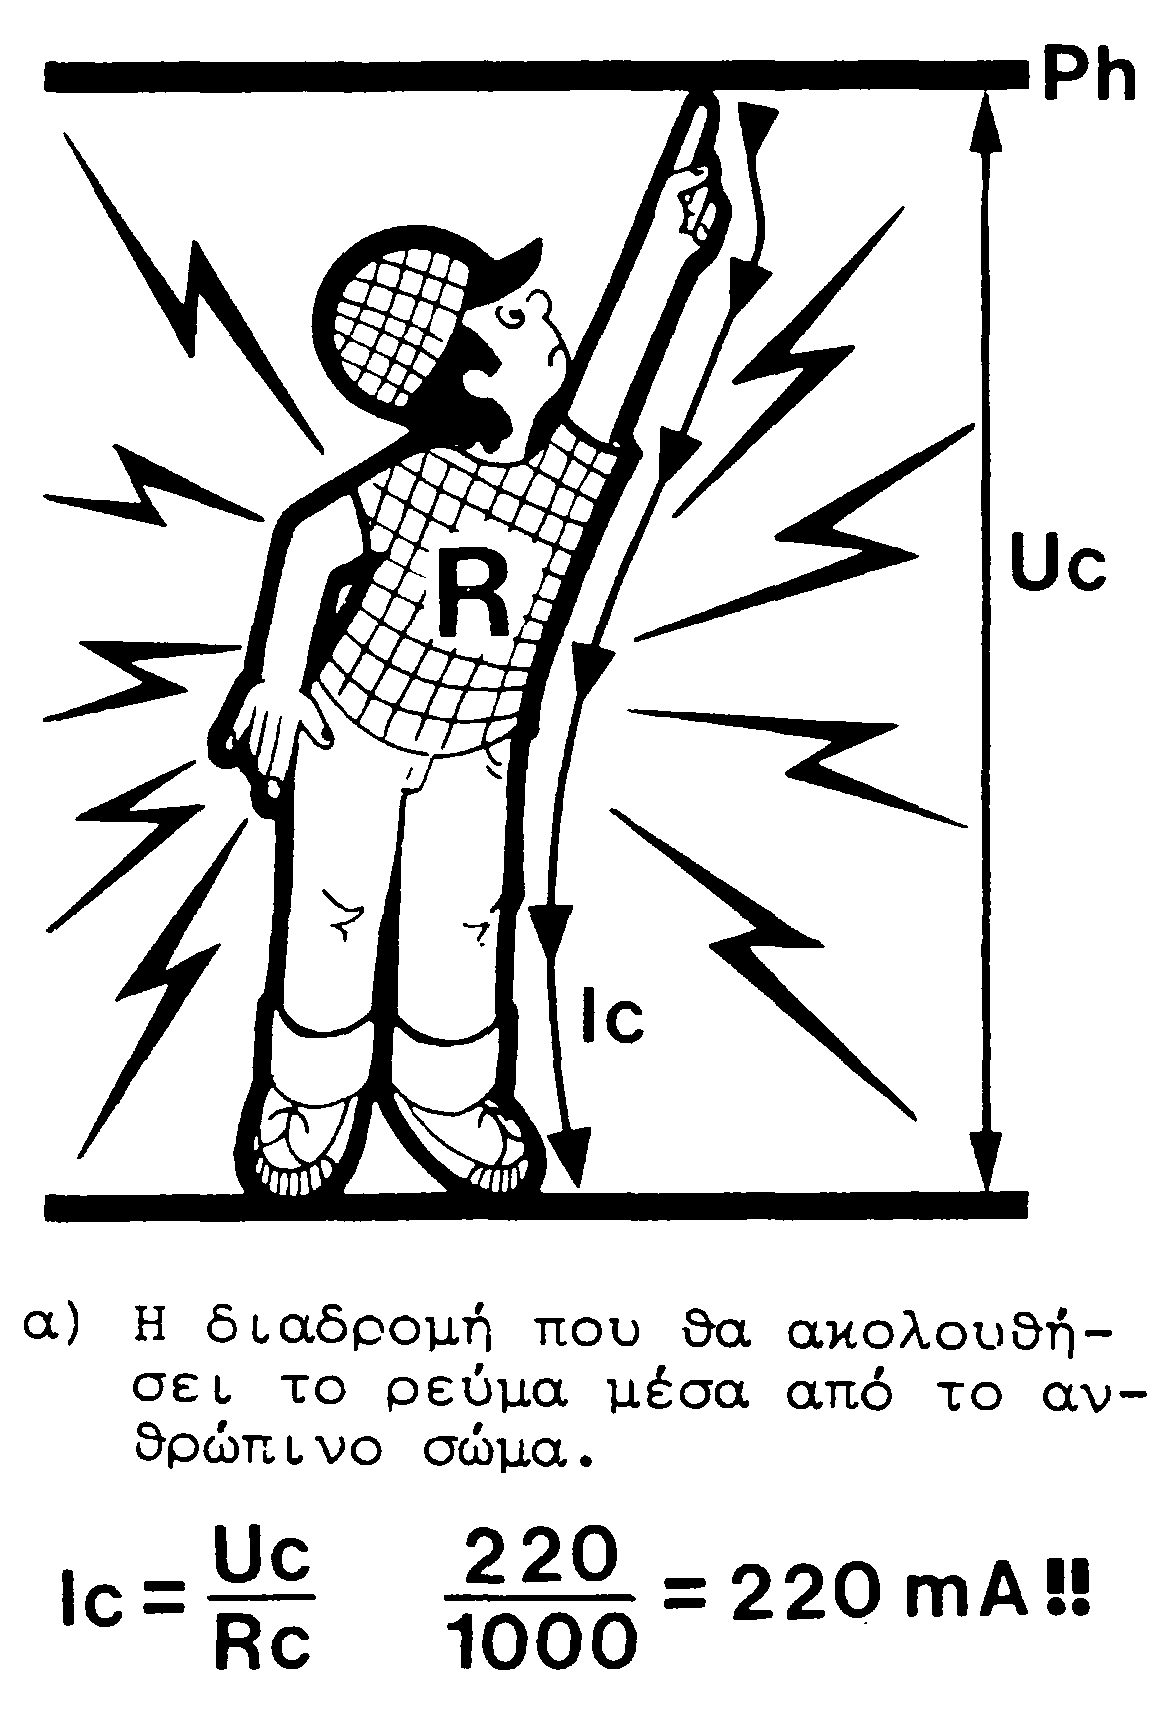 Ph
Uc
R
Ic
α) Η διαδρομή που θα ακολουθή-
σει το ρεύμα μέσα από το αν-
θρώπινο σώμα.
Ic = Uc/Rc 220/1000 = 220 mA!!